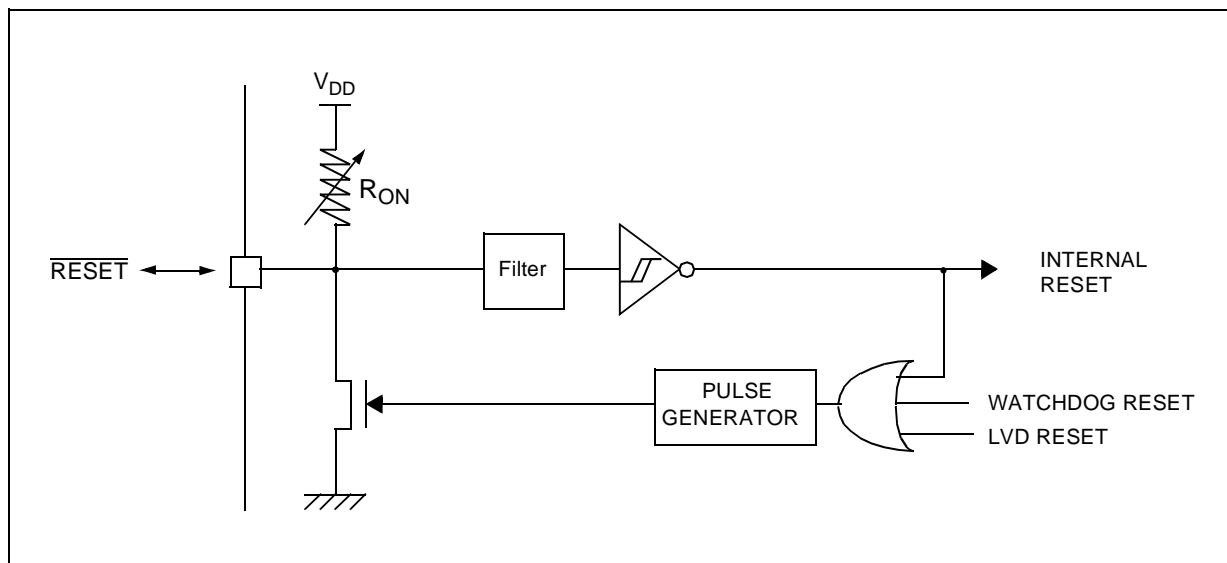 VDD
RON
RESET
Filter
INTERNAL
RESET
PULSE
GENERATOR
WATCHDOG RESET
LVD RESET